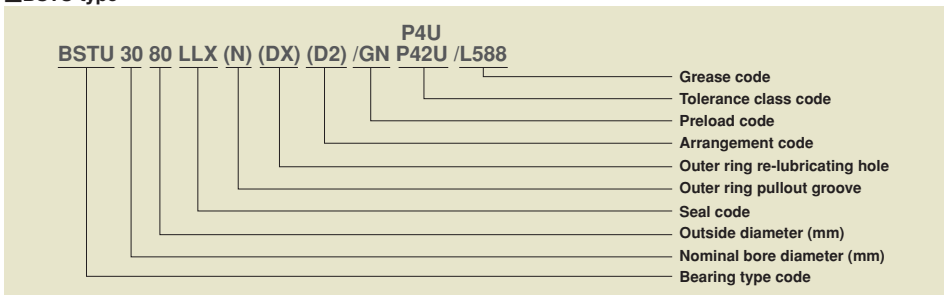 P4U
BSTU 30 80 LLX (N) (DX) (D2) /GN P42U /L588
Grease code
Tolerance class code
Preload code
Arrangement code
Outer ring re-lubricating hole
Outer ring pullout groove
Seal code
Outside diameter (mm)
Nominal bore diameter (mm)
Bearing type code